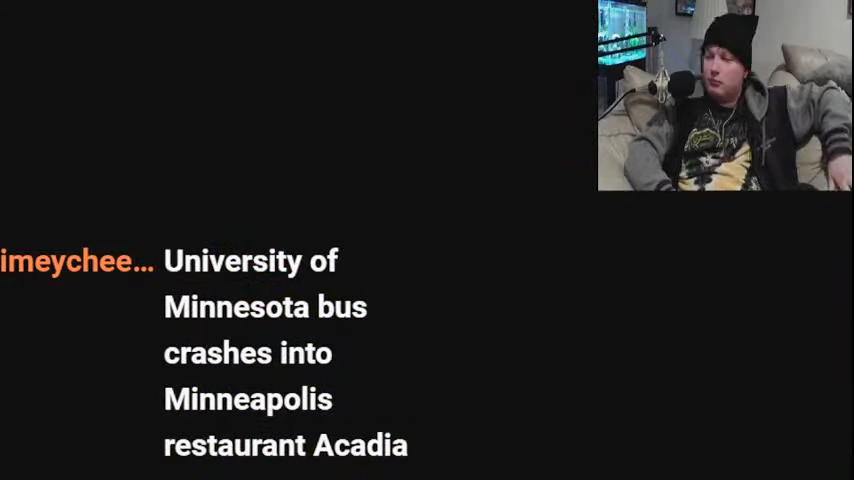 imeychee... University of
Minnesota bus
crashes into
Minneapolis
restaurant Acadia